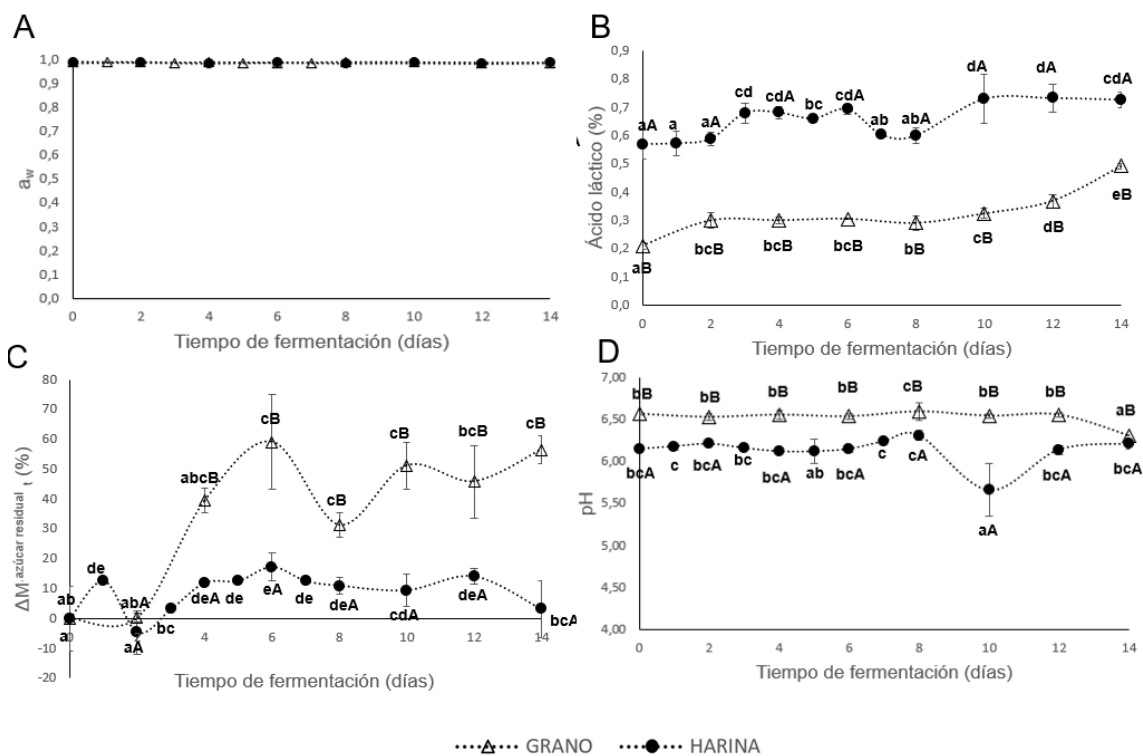 A
1,0
0,9
0,8
0,7
0,6
0,5
0,4
0,3
0,2
0,1
0,0
aw
0 2 4 6 8 10 12 14
Tiempo de fermentación (días)
B
0,9
0,8
0,7
0,6
0,5
0,4
0,3
0,2
0,1
0,0
Ácido láctico (%)
aA a aA cd cdA bc cdA ab abA dA dA cdA
aB bcB bcB bcB bB cB dB eB
0 2 4 6 8 10 12 14
Tiempo de fermentación (días)
C
80
70
60
50
40
30
20
10
0
-10
-20
ΔM azúcar residual t (%)
ab de abA abcB cB cB cB bcB cB
a aA bc deA de eA de deA cdA deA bcA
0 4 6 8 10 12 14
Tiempo de fermentación (días)
D
7,00
6,50
6,00
5,50
5,00
4,00
pH
bB bB bB bB cB bB bB aB
bcA c bcA bc bcA ab bcA c cA aA bcA bcA
0 2 4 6 8 10 12 14
Tiempo de fermentación (días)
GRANO HARINA